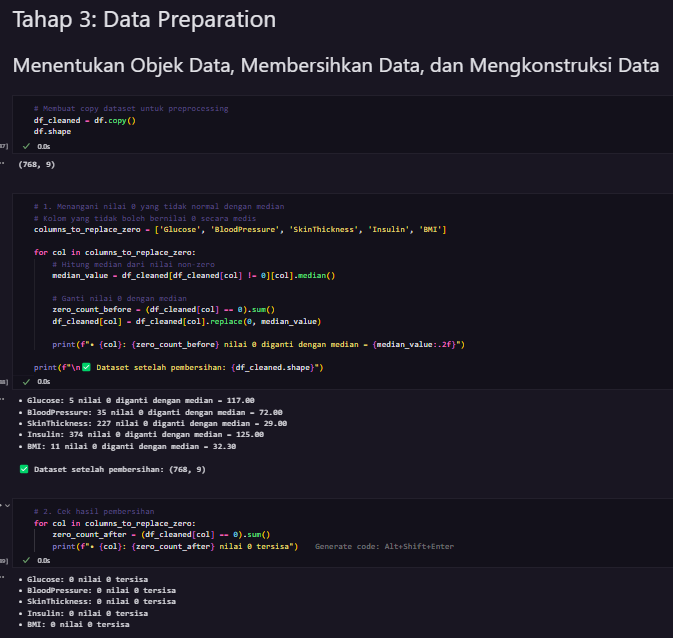 Tahap 3: Data Preparation
Menentukan Objek Data, Membersihkan Data, dan Mengkonstruksi Data
# Membuat copy dataset untuk preprocessing
df_cleaned = df.copy()
df.shape
✓ 0.0s
(768, 9)
# 1. Menangani nilai 0 yang tidak normal dengan median
# Kolom yang tidak boleh bernilai 0 secara medis
columns_to_replace_zero = ['Glucose', 'BloodPressure', 'SkinThickness', 'Insulin', 'BMI']
for col in columns_to_replace_zero:
# Hitung median dari nilai non-zero
median_value = df_cleaned[df_cleaned[col] != 0][col].median()
# Ganti nilai 0 dengan median
zero_count_before = (df_cleaned[col] == 0).sum()
df_cleaned[col] = df_cleaned[col].replace(0, median_value)
print(f"• {col}: {zero_count_before} nilai 0 diganti dengan median = {median_value:.2f}")
print(f"\n✅ Dataset setelah pembersihan: {df_cleaned.shape}")
✓ 0.0s
• Glucose: 5 nilai 0 diganti dengan median = 117.00
• BloodPressure: 35 nilai 0 diganti dengan median = 72.00
• SkinThickness: 227 nilai 0 diganti dengan median = 29.00
• Insulin: 374 nilai 0 diganti dengan median = 125.00
• BMI: 11 nilai 0 diganti dengan median = 32.30
✅ Dataset setelah pembersihan: (768, 9)
# 2. Cek hasil pembersihan
for col in columns_to_replace_zero:
zero_count_after = (df_cleaned[col] == 0).sum()
print(f"• {col}: {zero_count_after} nilai 0 tersisa") Generate code: Alt+Shift+Enter
✓ 0.0s
• Glucose: 0 nilai 0 tersisa
• BloodPressure: 0 nilai 0 tersisa
• SkinThickness: 0 nilai 0 tersisa
• Insulin: 0 nilai 0 tersisa
• BMI: 0 nilai 0 tersisa